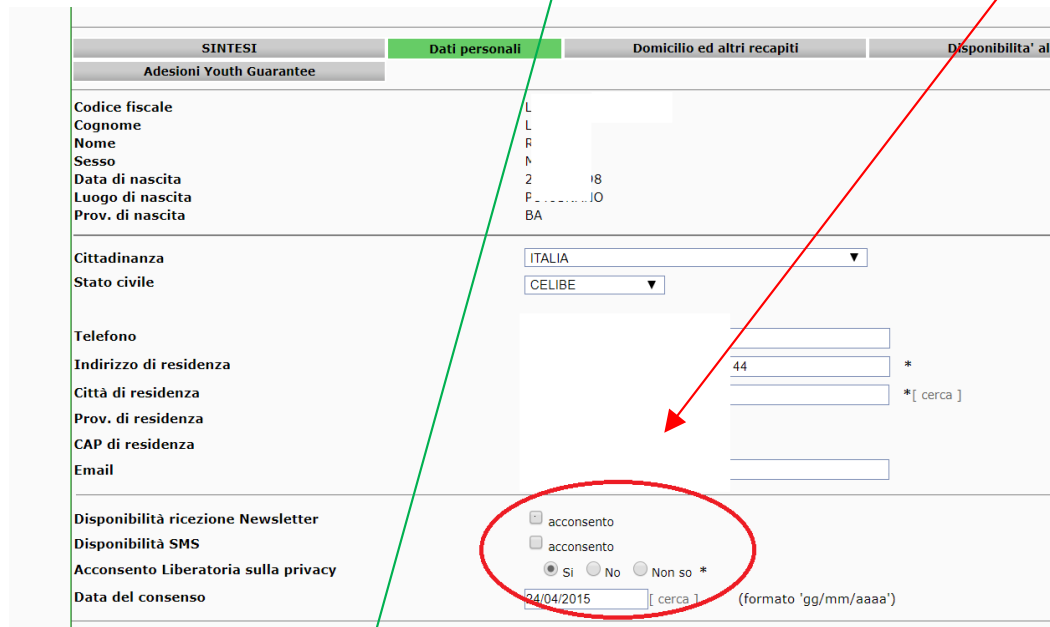 SINTESI Dati personali Domicilio ed altri recapiti Disponibilita' al
Adesioni Youth Guarantee
Codice fiscale L
Cognome L
Nome
Sesso
Data di nascita 2 98
Luogo di nascita
Prov. di nascita BA
Cittadinanza ITALIA
Stato civile CELIBE
Telefono
Indirizzo di residenza 44 *
Città di residenza *[ cerca ]
Prov. di residenza
CAP di residenza
Email
Disponibilità ricezione Newsletter acconsento
Disponibilità SMS acconsento
Acconsento Liberatoria sulla privacy Si No Non so *
Data del consenso 24/04/2015 [ cerca ] (formato 'gg/mm/aaaa')